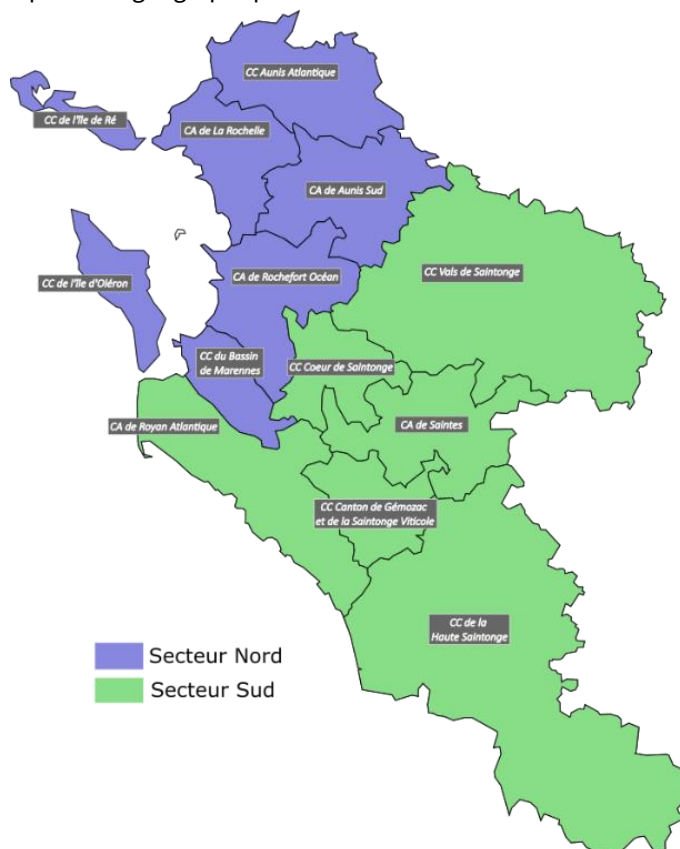 CC Aunis Atlantique
CC de l'île de Ré
CA de La Rochelle
CA de Aunis Sud
CC de l'île d'Oléron
CA de Rochefort Océan
CC Vals de Saintonge
CC du Bassin
de Marennes
CC Coeur de Saintonge
CA de Royan Atlantique
CA de Saintes
CC Canton de Gémozac
et de la Saintonge Viticole
CC de la
Haute Saintonge
Secteur Nord
Secteur Sud